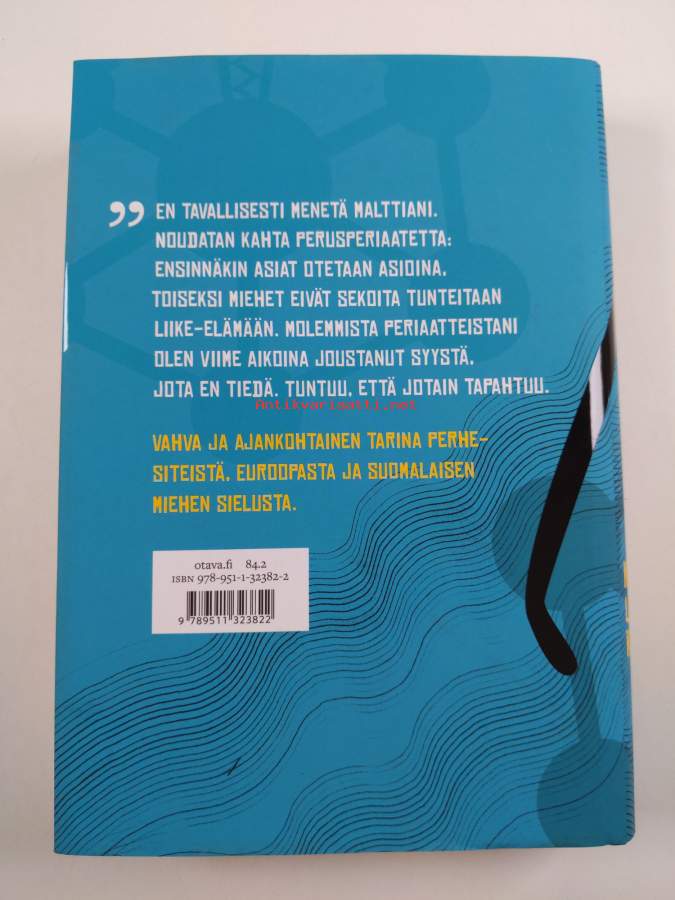 ” EN TAVALLISESTI MENETÄ MALTTIANI.
NOUDATAN KAHTA PERUSPERIAATETTA:
ENSINNÄKIN ASIAT OTETAAN ASIOINA,
TOISEKSI MIEHET EIVÄT SEKOITA TUNTEITAAN
LIIKE-ELÄMÄÄN. MOLEMMISTA PERIAATTEISTANI
OLEN VIIME AIKOINA JOUSTANUT SYYSTÄ,
JOTA EN TIEDÄ. TUNTUU, ETTÄ JOTAIN TAPAHTUU.
Antikvariaatti.net
VAHVA JA AJANKOHTAINEN TARINA PERHE-
SITEISTÄ, EUROOPASTA JA SUOMALAISEN
MIEHEN SIELUSTA.
otava.fi 84.2
ISBN 978-951-1-32382-2
9 789511 323822